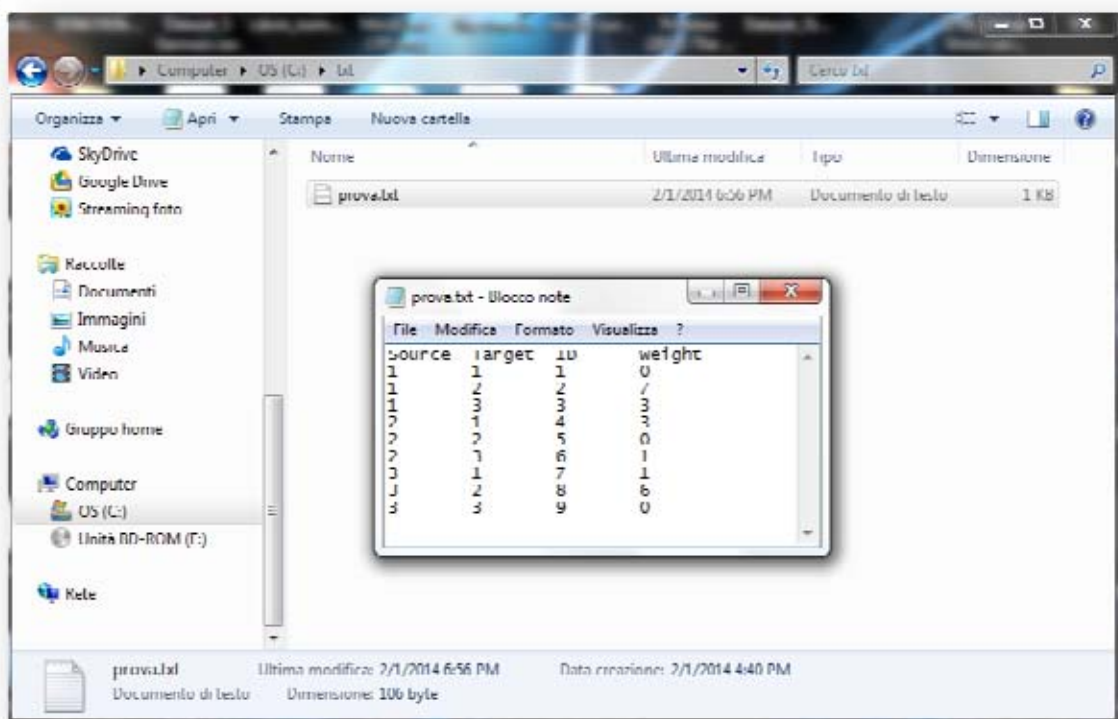 Computer ▸ OS (C:) ▸ txt
Cerca txt
Organizza Apri Stampa Nuova cartella
SkyDrive
Google Drive
Streaming foto
Raccolte
Documenti
Immagini
Musica
Video
Gruppo home
Computer
OS (C:)
Unità BD-ROM (E:)
Rete
Nome Ultima modifica Tipo Dimensione
prova.txt 2/1/2014 6:56 PM Documento di testo 1 KB
prova.txt - Blocco note
File Modifica Formato Visualizza ?
Source Target ID Weight
1 1 1 0
1 2 2 7
1 3 3 3
2 1 4 3
2 2 5 0
2 3 6 1
3 1 7 1
3 2 8 6
3 3 9 0
prova.txt Ultima modifica: 2/1/2014 6:56 PM Data creazione: 2/1/2014 4:40 PM
Documento di testo Dimensione: 106 byte